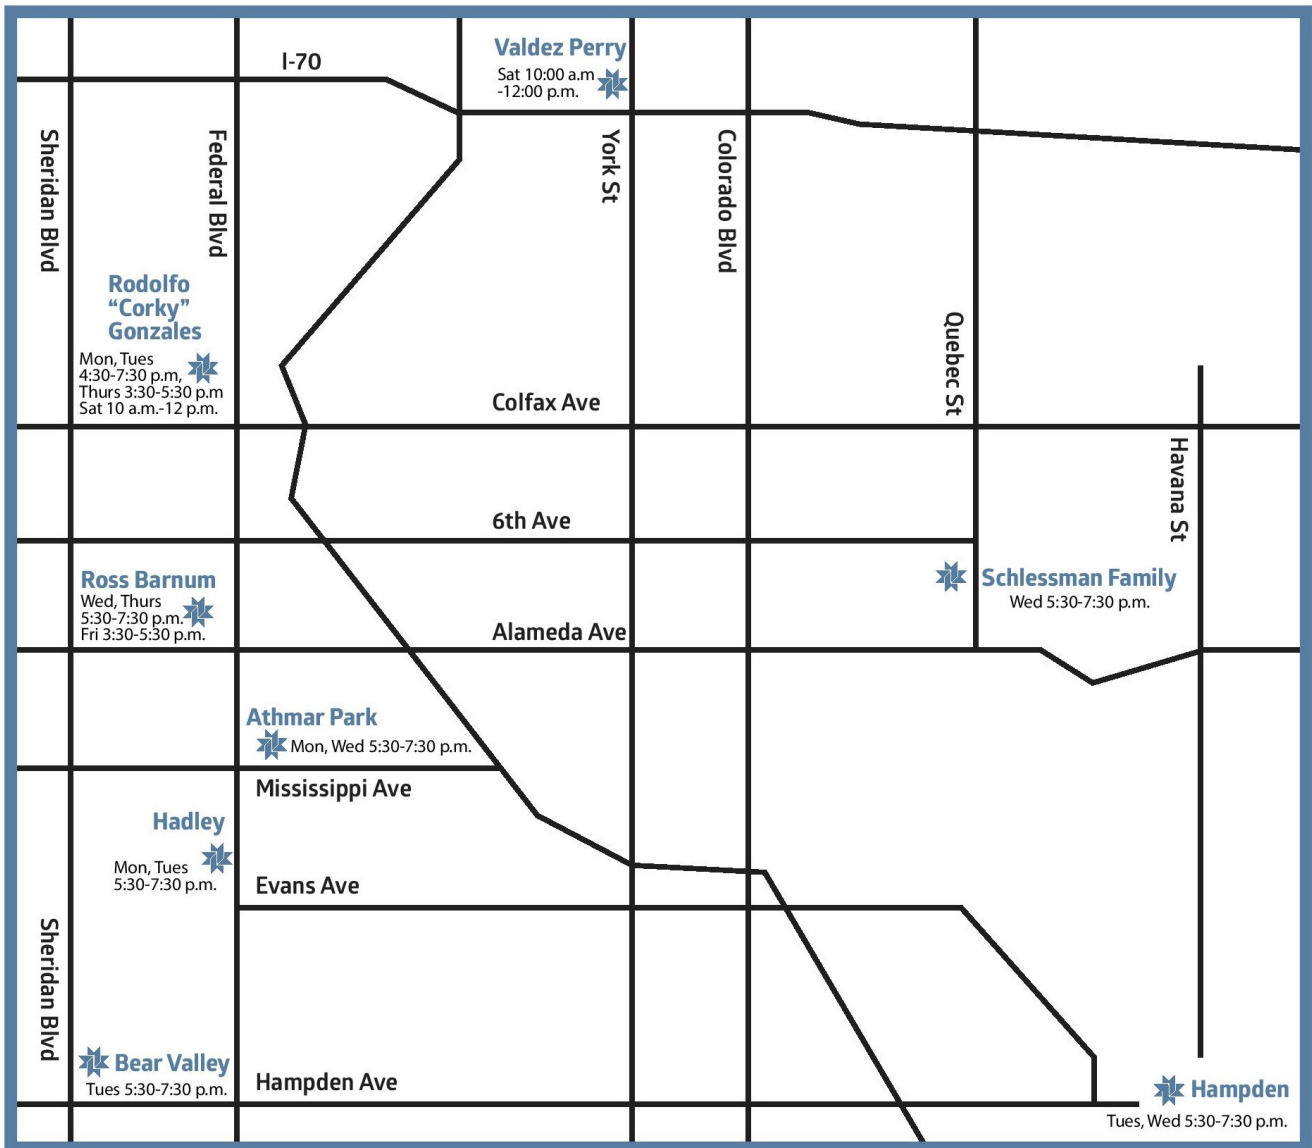 I-70
Valdez Perry
Sat 10:00 a.m
-12:00 p.m.
Sheridan Blvd
Federal Blvd
York St
Colorado Blvd
Rodolfo
“Corky”
Gonzales
Mon, Tues
4:30-7:30 p.m,
Thurs 3:30-5:30 p.m
Sat 10 a.m.-12 p.m.
Quebec St
Colfax Ave
Havana St
6th Ave
Ross Barnum
Wed, Thurs
5:30-7:30 p.m.
Fri 3:30-5:30 p.m.
Schlessman Family
Wed 5:30-7:30 p.m.
Alameda Ave
Athmar Park
Mon, Wed 5:30-7:30 p.m.
Mississippi Ave
Hadley
Mon, Tues
5:30-7:30 p.m.
Evans Ave
Sheridan Blvd
Bear Valley
Tues 5:30-7:30 p.m.
Hampden Ave
Hampden
Tues, Wed 5:30-7:30 p.m.